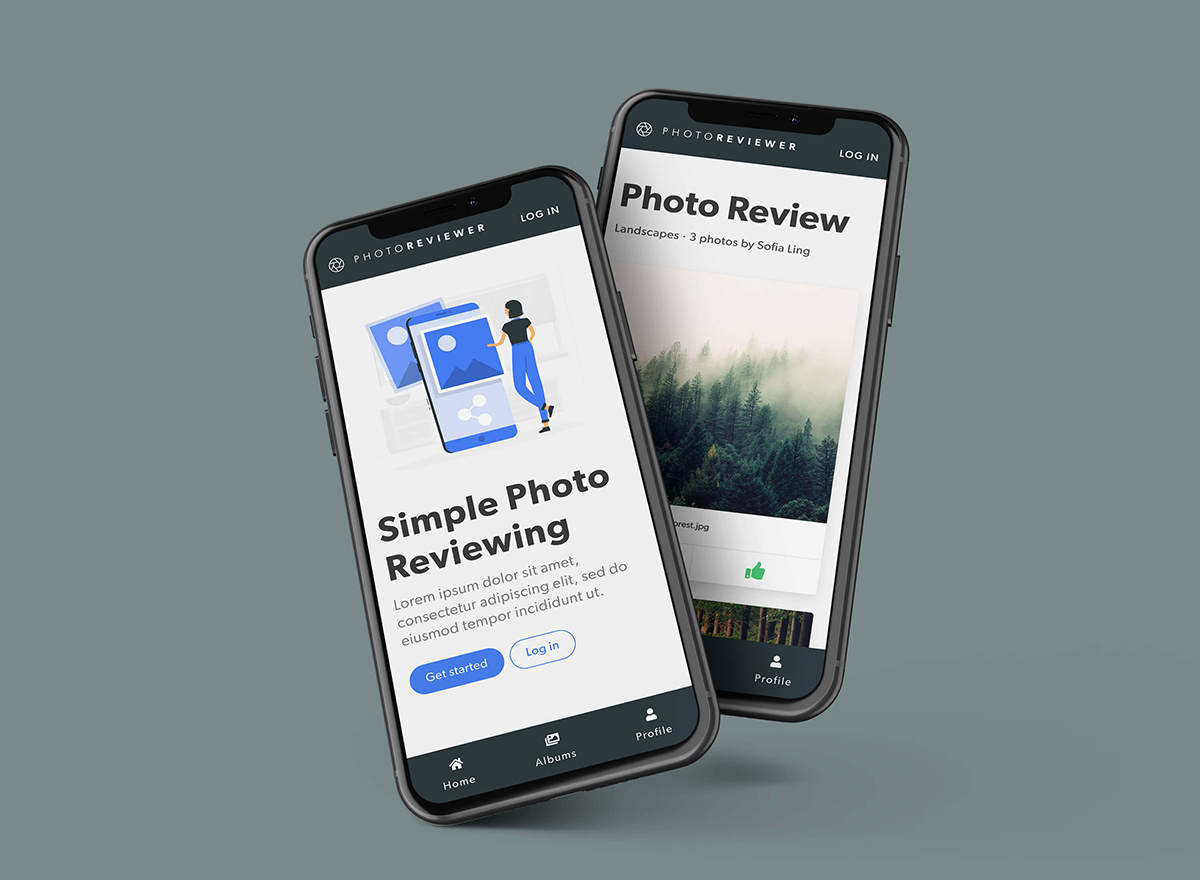 PHOTOREVIEWER
LOG IN
Simple Photo
Reviewing
Lorem ipsum dolor sit amet,
consectetur adipiscing elit, sed do
eiusmod tempor incididunt ut.
Get started
Log in
Home
Albums
Profile
PHOTOREVIEWER
LOG IN
Photo Review
Landscapes · 3 photos by Sofia Ling
orest.jpg
Profile